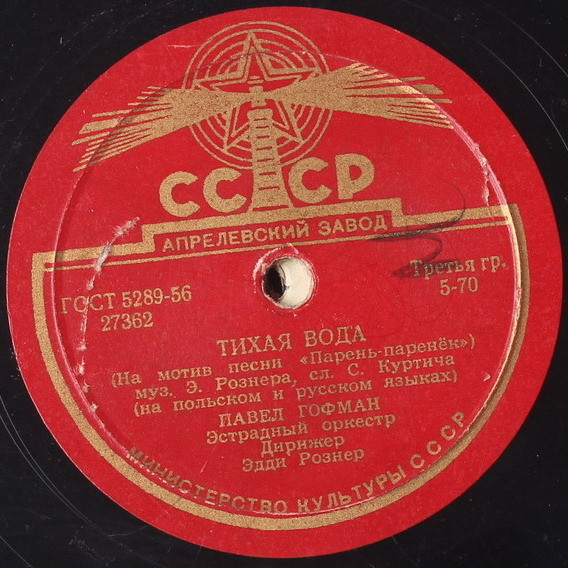 СССР
АПРЕЛЕВСКИЙ ЗАВОД
ГОСТ 5289-56
27362
Третья гр.
5-70
ТИХАЯ ВОДА
(На мотив песни «Парень-паренёк»)
муз. Э. Рознера, сл. С. Куртича
(на польском и русском языках)
ПАВЕЛ ГОФМАН
Эстрадный оркестр
Дирижер
Эдди Рознер
МИНИСТЕРСТВО КУЛЬТУРЫ СССР